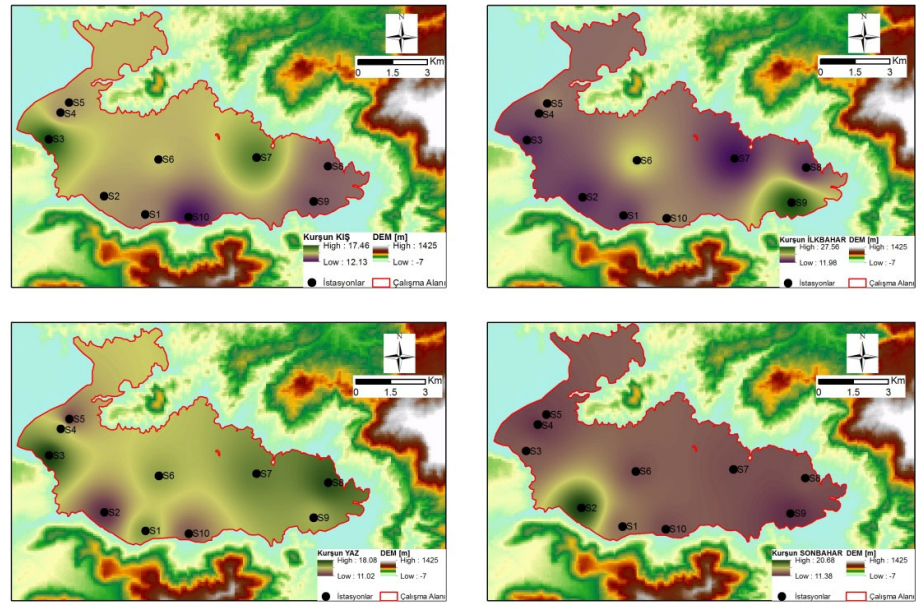 N
Km
0 1.5 3
S5
S4
S3
S6
S7
S8
S2
S9
S1
S10
Kurşun KIŞ DEM [m]
High : 17.46 High : 1425
Low : 12.13 Low : -7
İstasyonlar Çalışma Alanı
N
Km
0 1.5 3
S5
S4
S3
S6
S7
S8
S2
S9
S1
S10
Kurşun İLKBAHAR DEM [m]
High : 27.56 High : 1425
Low : 11.98 Low : -7
İstasyonlar Çalışma Alanı
N
Km
0 1.5 3
S5
S4
S3
S6
S7
S8
S2
S9
S1
S10
Kurşun YAZ DEM [m]
High : 18.08 High : 1425
Low : 11.02 Low : -7
İstasyonlar Çalışma Alanı
N
Km
0 1.5 3
S5
S4
S3
S6
S7
S8
S2
S9
S1
S10
Kurşun SONBAHAR DEM [m]
High : 20.68 High : 1425
Low : 11.38 Low : -7
İstasyonlar Çalışma Alanı